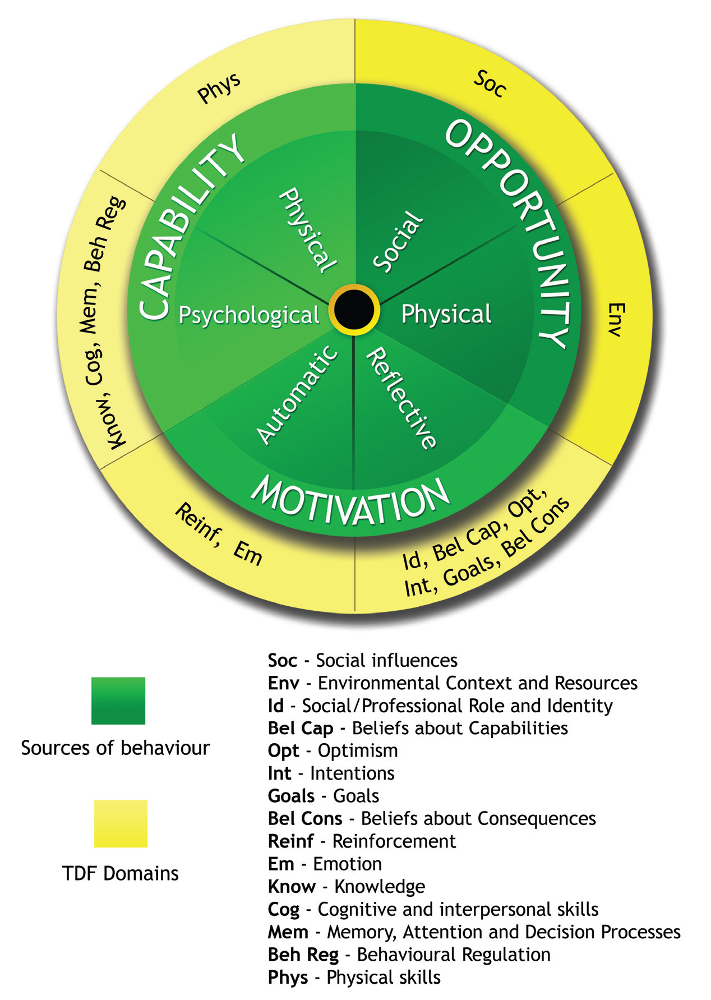 Phys
Soc
CAPABILITY
OPPORTUNITY
Physical
Social
Know, Cog, Mem, Beh Reg
Psychological
Physical
Env
Automatic
Reflective
MOTIVATION
Reinf, Em
Id, Bel Cap, Opt,
Int, Goals, Bel Cons
Sources of behaviour
TDF Domains
Soc - Social influences
Env - Environmental Context and Resources
Id - Social/Professional Role and Identity
Bel Cap - Beliefs about Capabilities
Opt - Optimism
Int - Intentions
Goals - Goals
Bel Cons - Beliefs about Consequences
Reinf - Reinforcement
Em - Emotion
Know - Knowledge
Cog - Cognitive and interpersonal skills
Mem - Memory, Attention and Decision Processes
Beh Reg - Behavioural Regulation
Phys - Physical skills